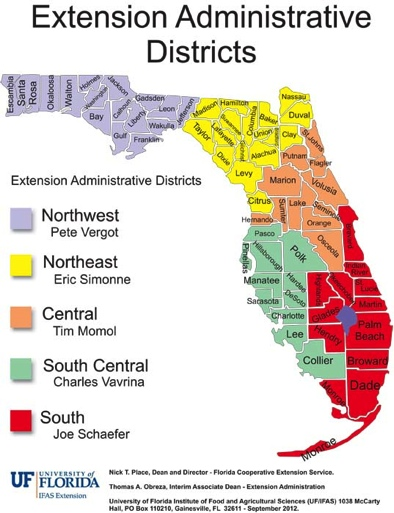 Extension Administrative
Districts
Escambia
Santa
Rosa
Okaloosa
Walton
Holmes
Washington
Jackson
Bay
Calhoun
Gulf
Liberty
Gadsden
Franklin
Leon
Wakulla
Jefferson
Madison
Taylor
Hamilton
Suwannee
Lafayette
Dixie
Columbia
Gilchrist
Levy
Baker
Union
Bradford
Alachua
Nassau
Duval
Clay
Citrus
St. Johns
Putnam
Flagler
Marion
Volusia
Sumter
Lake
Seminole
Hernando
Orange
Osceola
Pasco
Pinellas
Hillsborough
Polk
Manatee
Hardee
Sarasota
DeSoto
Charlotte
Lee
Collier
Brevard
Indian
River
Okeechobee
St.
Lucie
Highlands
Martin
Glades
Palm
Beach
Hendry
Broward
Monroe
Dade
Monroe
Extension Administrative Districts
Northwest
Pete Vergot
Northeast
Eric Simonne
Central
Tim Momol
South Central
Charles Vavrina
South
Joe Schaefer
UF UNIVERSITY of
FLORIDA
IFAS Extension
Nick T. Place, Dean and Director - Florida Cooperative Extension Service.
Thomas A. Obreza, Interim Associate Dean - Extension Administration
University of Florida Institute of Food and Agricultural Sciences (UF/IFAS) 1038 McCarty
Hall, PO Box 110210, Gainesville, FL 32611 - September 2012.